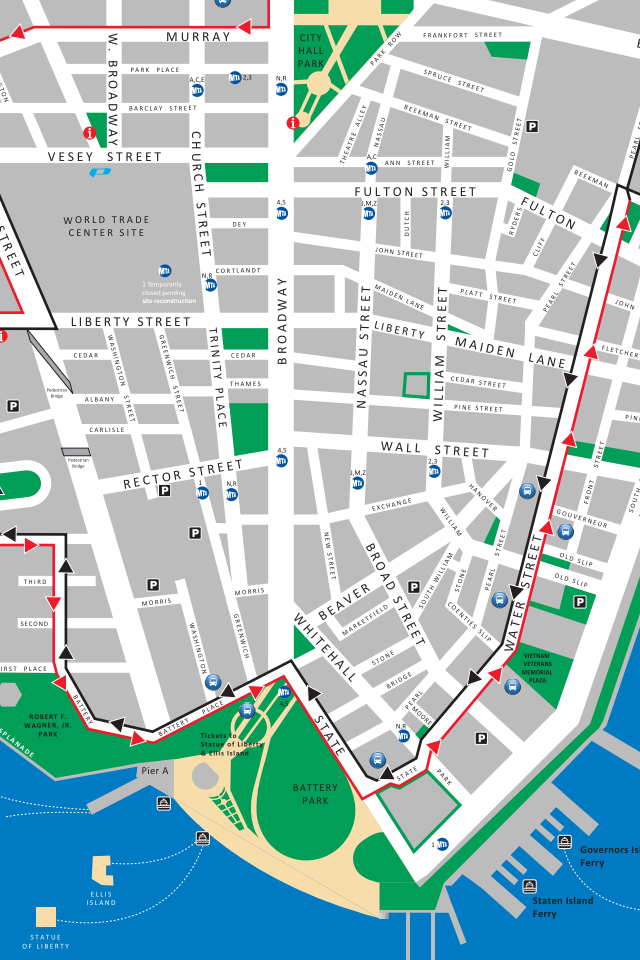 MURRAY
W. BROADWAY
PARK PLACE
BARCLAY STREET
VESEY STREET
CHURCH STREET
A,C,E
2,3
N,R
CITY
HALL
PARK
PARK ROW
FRANKFORT STREET
SPRUCE STREET
BEEKMAN STREET
THEATRE ALLEY
NASSAU
WILLIAM
GOLD STREET
P
A,C
ANN STREET
FULTON STREET
FULTON
BEEKMAN
RYDERS
CLIFF
PEARL STREET
J,M,Z
DUTCH
2,3
4,5
DEY
WORLD TRADE
CENTER SITE
STREET
1 Temporarily
closed pending
site reconstruction
N,R
CORTLANDT
JOHN STREET
PLATT STREET
MAIDEN LANE
JOHN
LIBERTY STREET
LIBERTY
MAIDEN LANE
BROADWAY
NASSAU STREET
WILLIAM STREET
FLETCHER
TRINITY PLACE
CEDAR
WASHINGTON STREET
GREENWICH STREET
CEDAR
THAMES
CEDAR STREET
PINE STREET
Pedestrian
Bridge
ALBANY
CARLISLE
P
WALL STREET
RECTOR STREET
Pedestrian
Bridge
4,5
J,M,Z
2,3
1
N,R
P
P
EXCHANGE
HANOVER
WILLIAM
PEARL STREET
FRONT STREET
GOUVERNEUR
OLD SLIP
OLD SLIP
NEW STREET
BROAD STREET
SOUTH WILLIAM
STONE
PEARL
COENTIES SLIP
WATER STREET
P
THIRD
SECOND
FIRST PLACE
P
MORRIS
MORRIS
WASHINGTON
GREENWICH
BEAVER
MARKETFIELD
P
STONE
BRIDGE
WHITEHALL
VIETNAM
VETERANS
MEMORIAL
PLAZA
ROBERT F.
WAGNER, JR.
PARK
BATTERY
BATTERY PLACE
ESPLANADE
4,5
STATE
PEARL
MOORE
N,R
P
Tickets to
Statue of Liberty
& Ellis Island
Pier A
STATE
PARK
BATTERY
PARK
1
Governors Isl
Ferry
Staten Island
Ferry
ELLIS
ISLAND
STATUE
OF LIBERTY